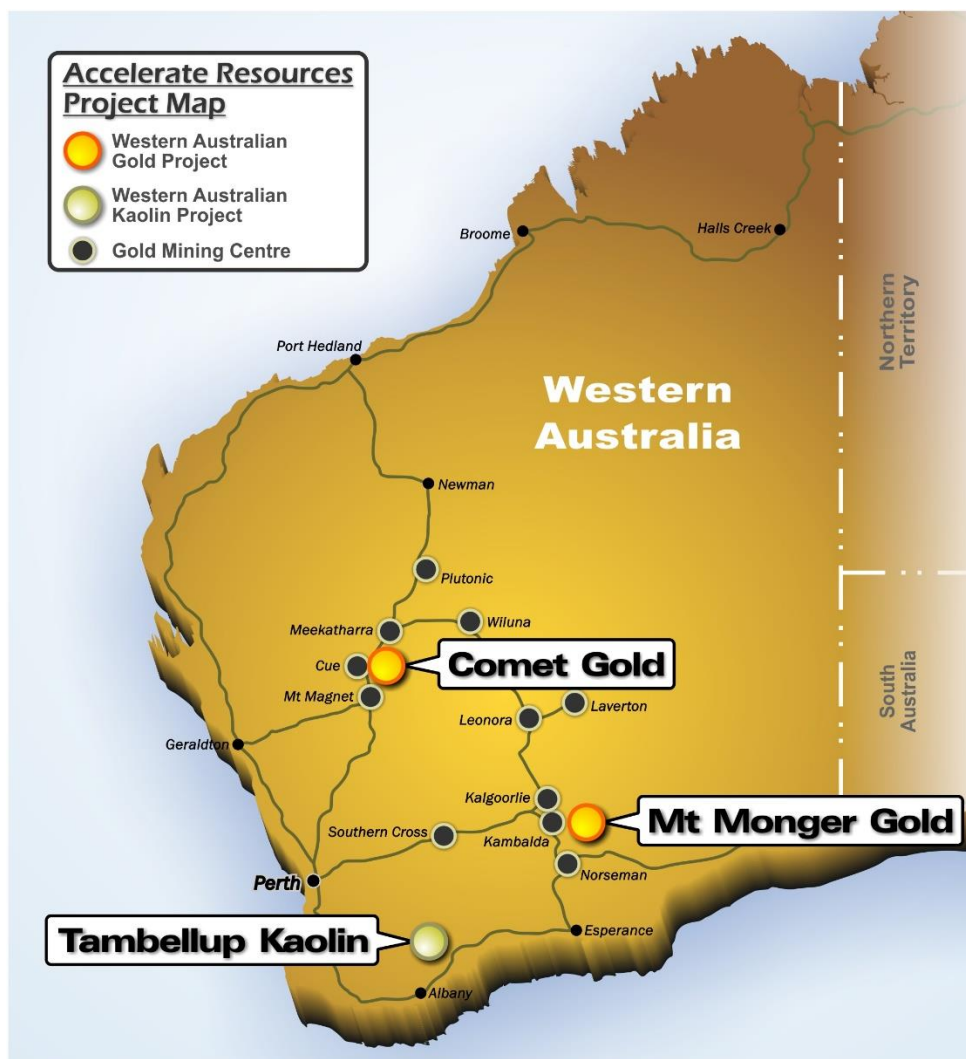 Accelerate Resources
Project Map
Western Australian
Gold Project
Western Australian
Kaolin Project
Gold Mining Centre
Broome
Halls Creek
Northern
Territory
Port Hedland
Western
Australia
Newman
Plutonic
Meekatharra
Wiluna
Cue
Comet Gold
Mt Magnet
Laverton
Leonora
South
Australia
Geraldton
Kalgoorlie
Mt Monger Gold
Southern Cross
Kambalda
Norseman
Perth
Tambellup Kaolin
Esperance
Albany